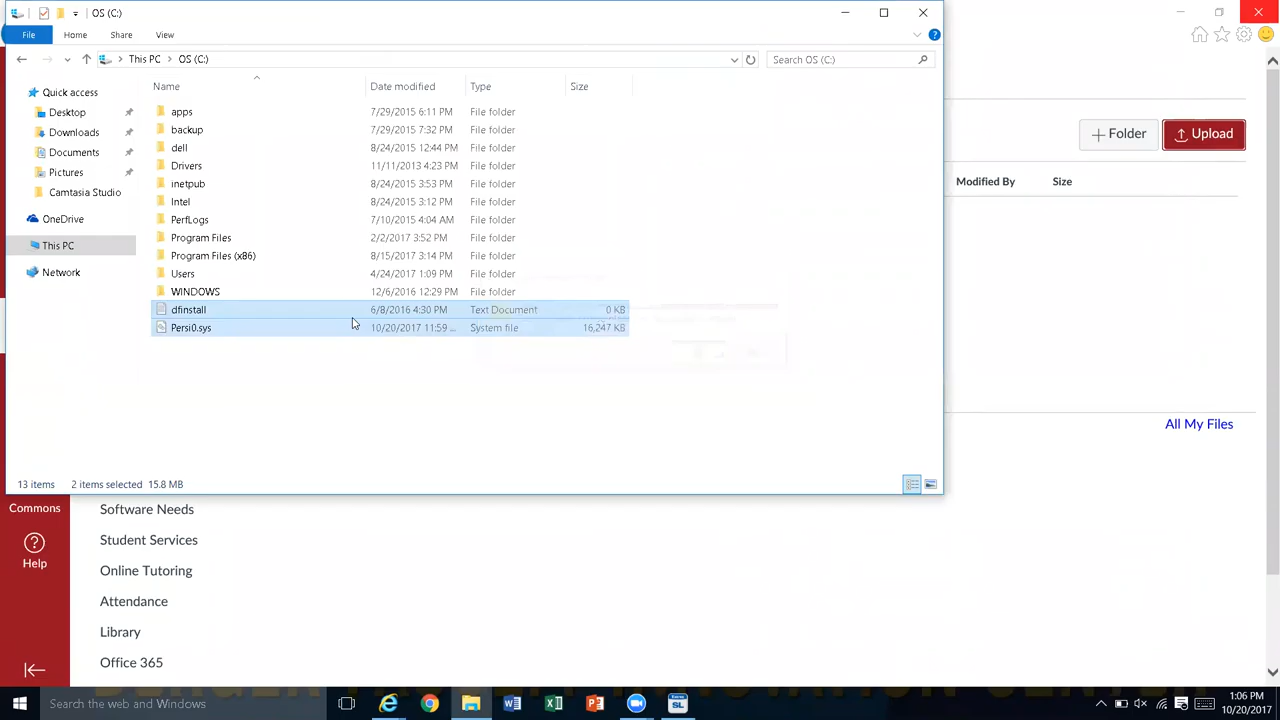 OS (C:)
File Home Share View
This PC OS (C:) Search OS (C:)
Name Date modified Type Size
Quick access
Desktop
Downloads
Documents
Pictures
Camtasia Studio
OneDrive
This PC
Network
apps 7/29/2015 6:11 PM File folder
backup 7/29/2015 7:32 PM File folder
dell 8/24/2015 12:44 PM File folder
Drivers 11/11/2013 4:23 PM File folder
inetpub 8/24/2015 3:53 PM File folder
Intel 8/24/2015 3:12 PM File folder
PerfLogs 7/10/2015 4:04 AM File folder
Program Files 2/2/2017 3:52 PM File folder
Program Files (x86) 8/15/2017 3:14 PM File folder
Users 4/24/2017 1:09 PM File folder
WINDOWS 12/6/2016 12:29 PM File folder
dfinstall 6/8/2016 4:30 PM Text Document 0 KB
Persi0.sys 10/20/2017 11:59 ... System file 16,247 KB
13 items 2 items selected 15.8 MB
Folder Upload
Modified By Size
All My Files
Commons
Help
Software Needs
Student Services
Online Tutoring
Attendance
Library
Office 365
Search the web and Windows
1:06 PM
10/20/2017